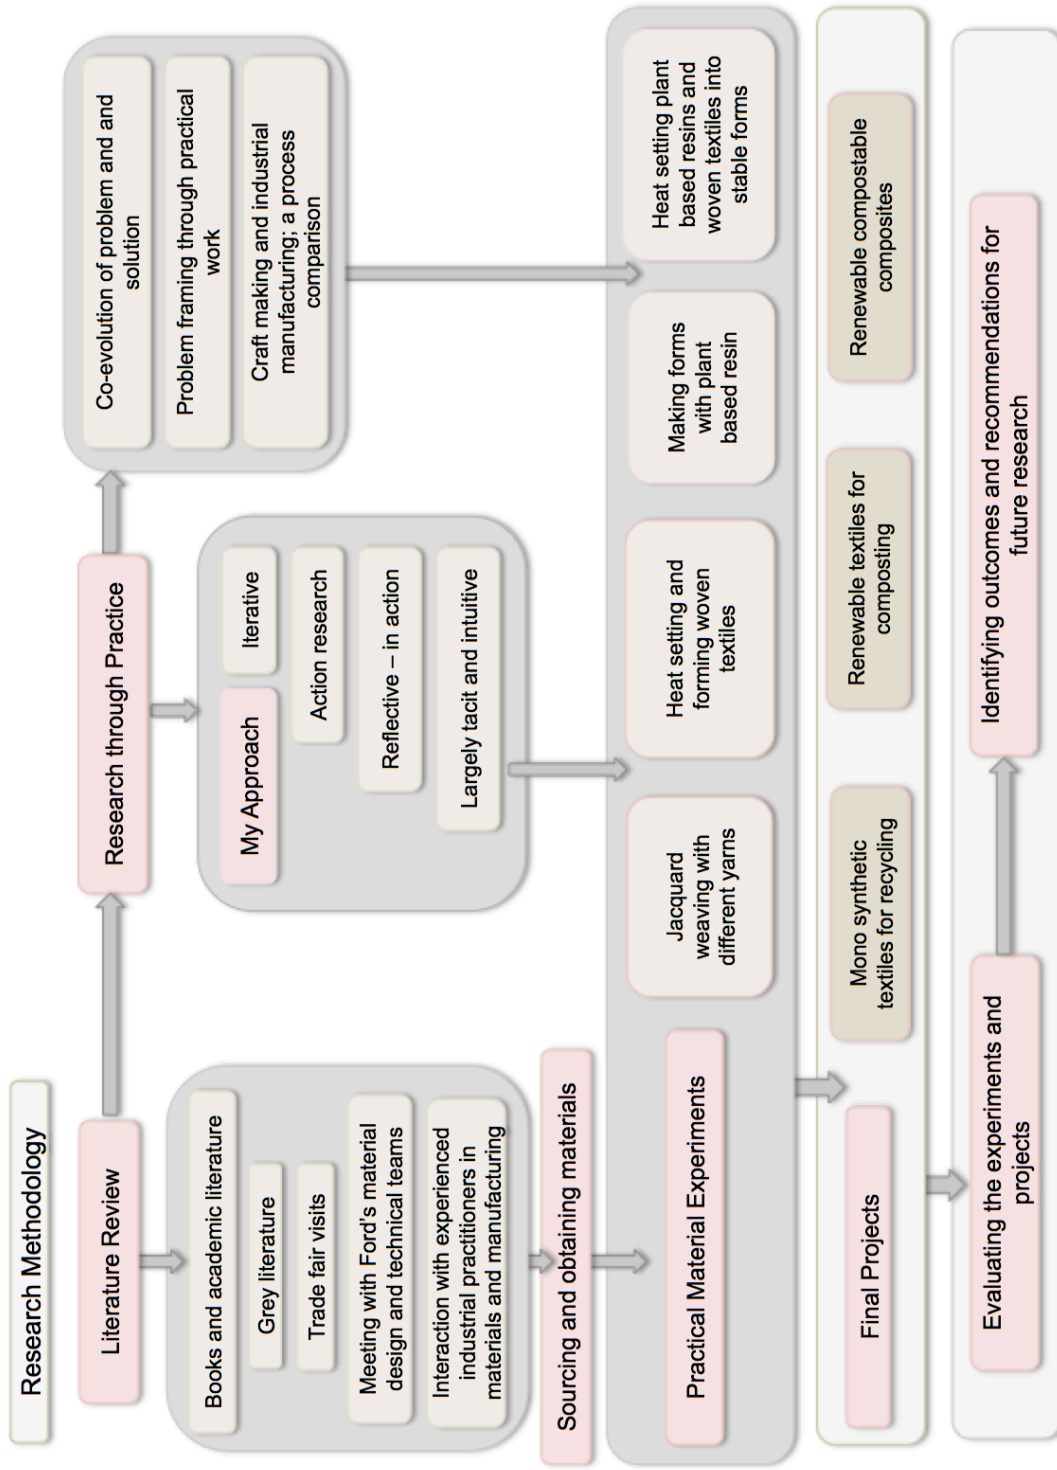 Research Methodology
Literature Review
Books and academic literature
Grey literature
Trade fair visits
Meeting with Ford's material
design and technical teams
Interaction with experienced
industrial practitioners in
materials and manufacturing
Sourcing and obtaining materials
Research through Practice
My Approach
Iterative
Action research
Reflective – in action
Largely tacit and intuitive
Co-evolution of problem and and
solution
Problem framing through practical
work
Craft making and industrial
manufacturing; a process
comparison
Practical Material Experiments
Jacquard
weaving with
different yarns
Heat setting and
forming woven
textiles
Making forms
with plant
based resin
Heat setting plant
based resins and
woven textiles into
stable forms
Final Projects
Mono synthetic
textiles for recycling
Renewable textiles for
composting
Renewable compostable
composites
Evaluating the experiments and
projects
Identifying outcomes and recommendations for
future research